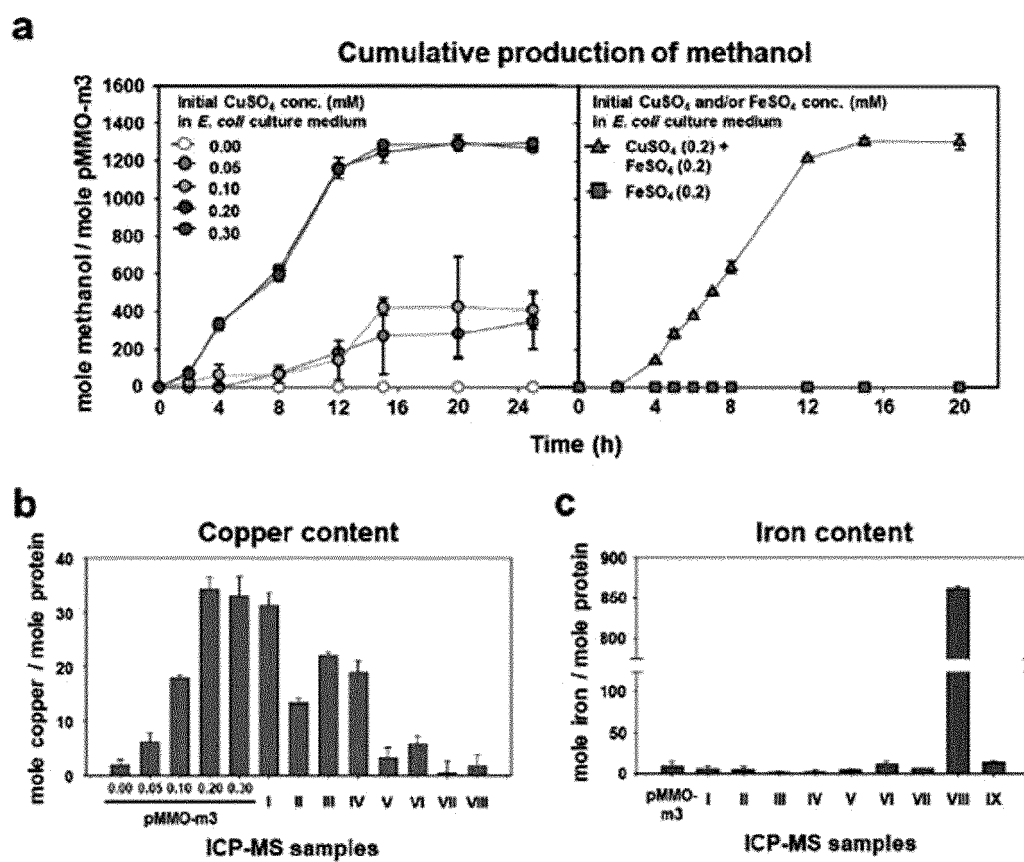 a
Cumulative production of methanol
mole methanol / mole pMMO-m3
1600
1400
1200
1000
800
600
400
200
0
Initial CuSO₄ conc. (mM)
in E. coli culture medium
0.00
0.05
0.10
0.20
0.30
Initial CuSO₄ and/or FeSO₄ conc. (mM)
in E. coli culture medium
CuSO₄ (0.2) +
FeSO₄ (0.2)
FeSO₄ (0.2)
0 4 8 12 16 20 24 0 4 8 12 16 20
Time (h)
b
Copper content
mole copper / mole protein
40
30
20
10
0
0.00 0.05 0.10 0.20 0.30 I II III IV V VI VII VIII
pMMO-m3
ICP-MS samples
c
Iron content
mole iron / mole protein
900
850
800
100
50
0
pMMO-m3 I II III IV V VI VII VIII IX
ICP-MS samples